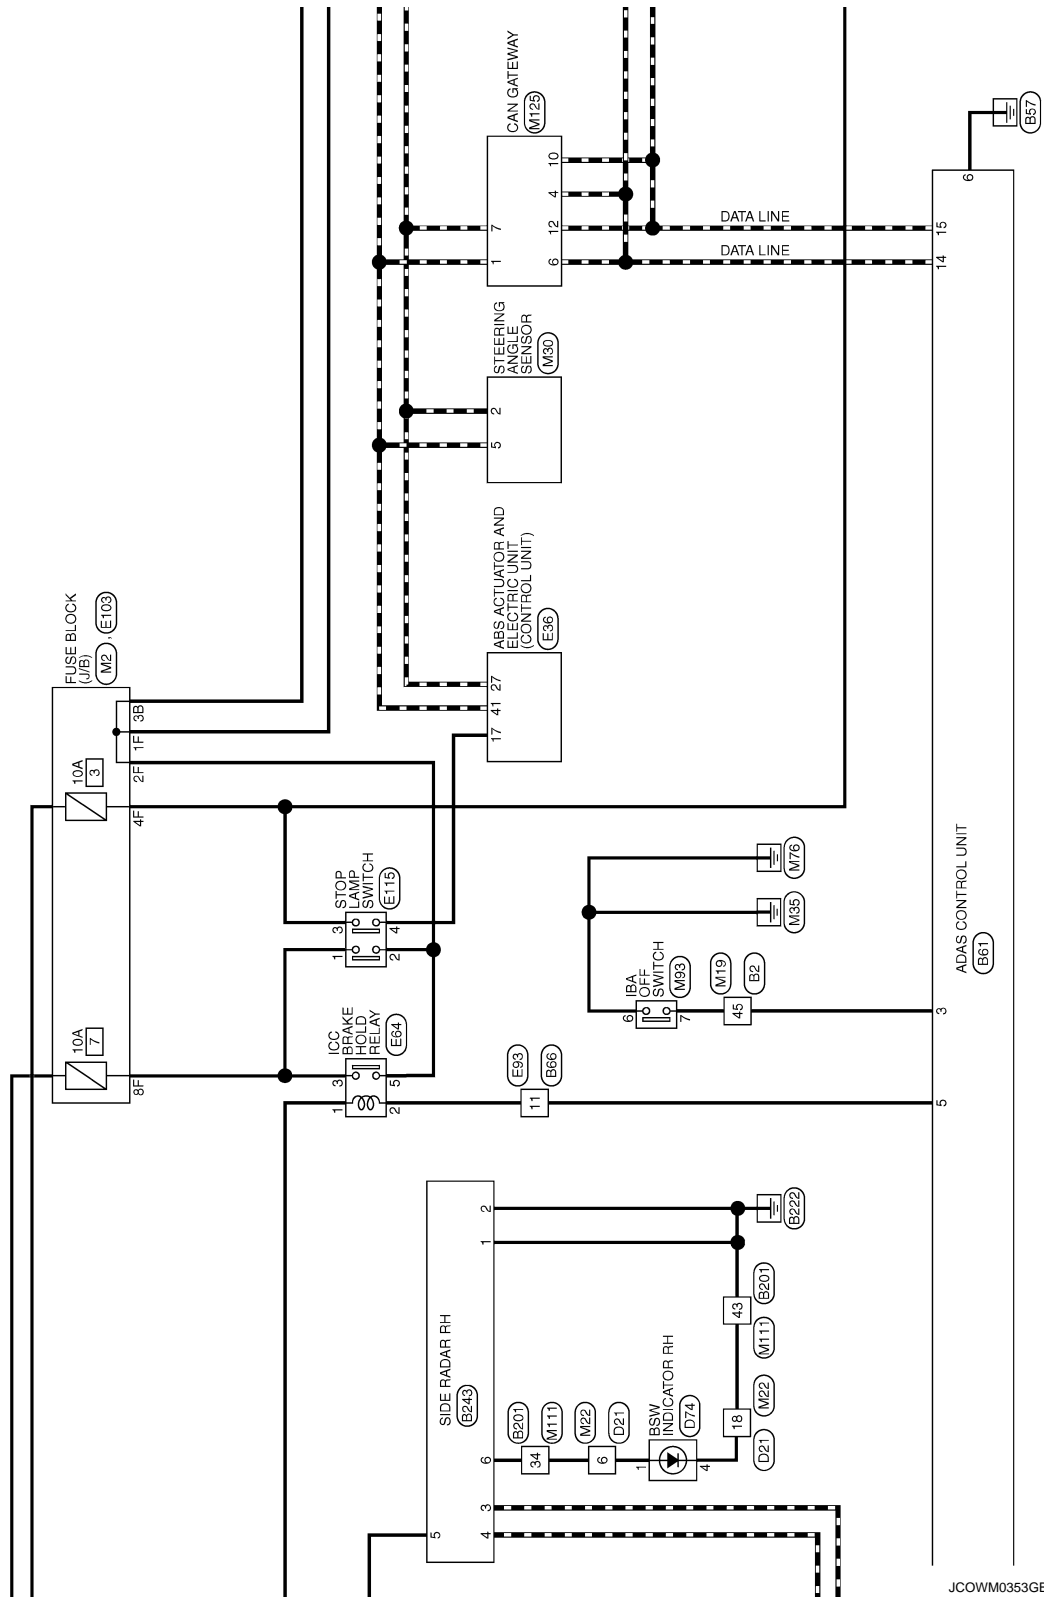 FUSE BLOCK
(J/B)
M2 , E103
10A
3
10A
7
3B
1F
2F
4F
8F
CAN GATEWAY
M125
7
1
10
4
12
6
DATA LINE
DATA LINE
STEERING
ANGLE
SENSOR
M30
2
5
ABS ACTUATOR AND
ELECTRIC UNIT
(CONTROL UNIT)
E36
27
41
17
STOP
LAMP
SWITCH
E115
3
4
1
2
ICC
BRAKE
HOLD
RELAY
E64
3
5
1
2
IBA
OFF
SWITCH
M93
6
7
M19
45
B2
M76
M35
E93
11
B66
ADAS CONTROL UNIT
B61
6
15
14
3
5
B57
SIDE RADAR RH
B243
2
1
6
3
4
5
B222
B201
34
M111
M22
6
D21
BSW
INDICATOR RH
D74
1
4
B201
43
M111
M22
18
D21
JCOWM0353GE